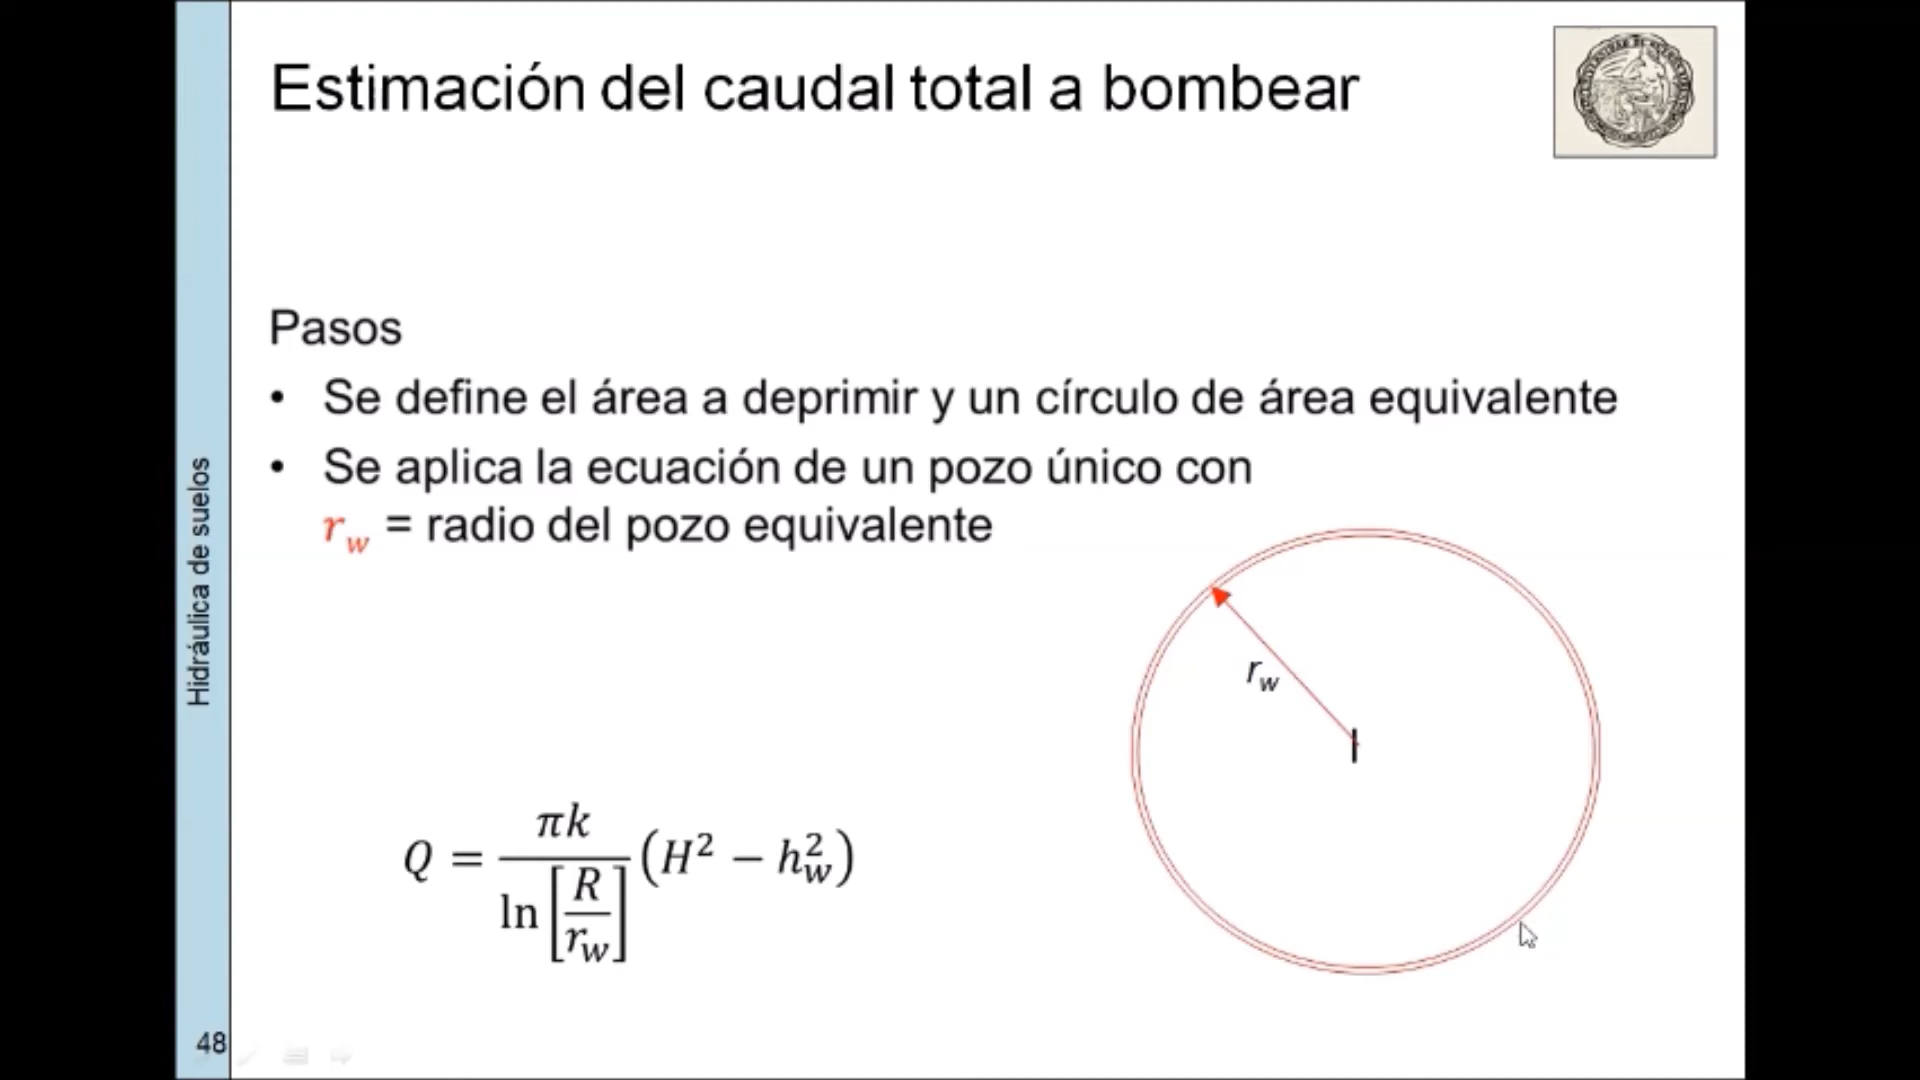 Estimación del caudal total a bombear
Pasos
• Se define el área a deprimir y un círculo de área equivalente
• Se aplica la ecuación de un pozo único con
r_w = radio del pozo equivalente
r_w
Q = \frac{πk}{\ln[\frac{R}{r_w}]}(H² − h_w²)
Hidráulica de suelos
48